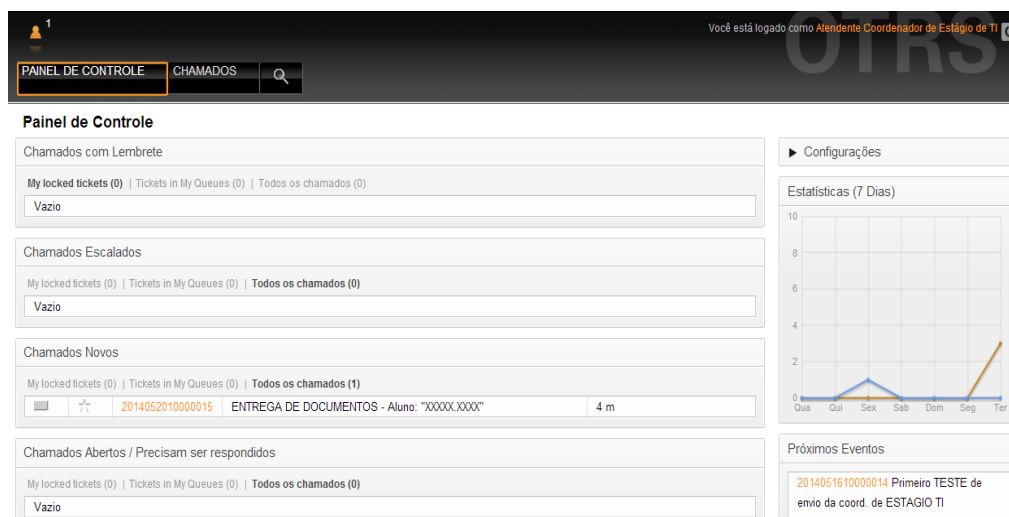 1
Você está logado como Atendente Coordenador de Estágio de TI
OTRS
PAINEL DE CONTROLE
CHAMADOS
Painel de Controle
Chamados com Lembrete
My locked tickets (0) | Tickets in My Queues (0) | Todos os chamados (0)
Vazio
Chamados Escalados
My locked tickets (0) | Tickets in My Queues (0) | Todos os chamados (0)
Vazio
Chamados Novos
My locked tickets (0) | Tickets in My Queues (0) | Todos os chamados (1)
2014052010000015 ENTREGA DE DOCUMENTOS - Aluno: "XXXXX.XXXX" 4 m
Chamados Abertos / Precisam ser respondidos
My locked tickets (0) | Tickets in My Queues (0) | Todos os chamados (0)
Vazio
Configurações
Estatísticas (7 Dias)
10
8
6
4
2
0
Qua Qui Sex Sab Dom Seg Ter
Próximos Eventos
2014051610000014 Primeiro TESTE de
envio da coord. de ESTAGIO TI